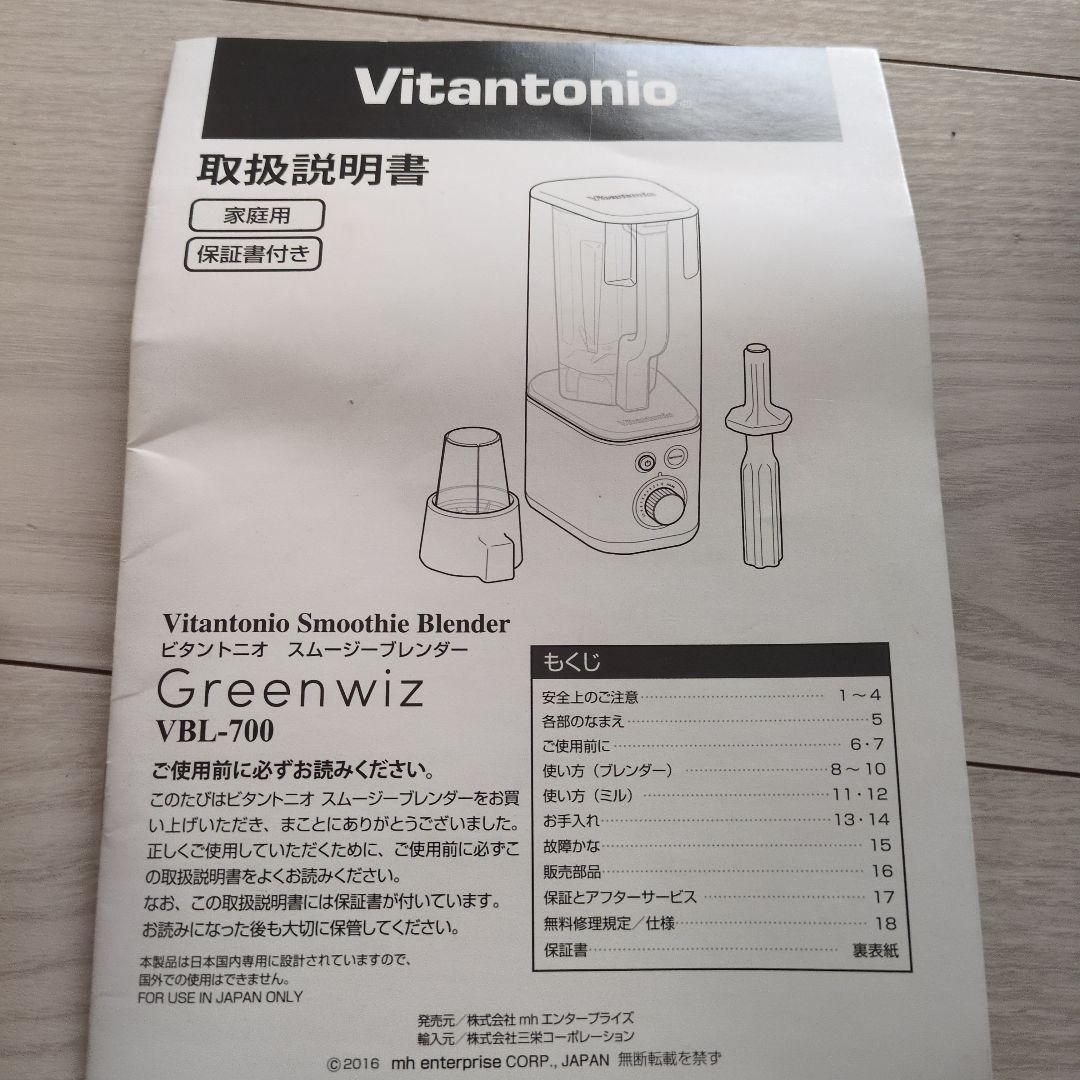 Vitantonio®
取扱説明書
家庭用
保証書付き
Vitantonio
Vitantonio
Vitantonio Smoothie Blender
ビタントニオ スムージーブレンダー
Greenwiz
VBL-700
ご使用前に必ずお読みください。
このたびはビタントニオ スムージーブレンダーをお買
い上げいただき、まことにありがとうございました。
正しくご使用していただくために、ご使用前に必ずこ
の取扱説明書をよくお読みください。
なお、この取扱説明書には保証書が付いています。
お読みになった後も大切に保管してください。
本製品は日本国内専用に設計されていますので、
国外での使用はできません。
FOR USE IN JAPAN ONLY
もくじ
安全上のご注意 1～4
各部のなまえ 5
ご使用前に 6・7
使い方（ブレンダー） 8～10
使い方（ミル） 11・12
お手入れ 13・14
故障かな 15
販売部品 16
保証とアフターサービス 17
無料修理規定／仕様 18
保証書 裏表紙
発売元／株式会社 mh エンタープライズ
輸入元／株式会社三栄コーポレーション
©2016 mh enterprise CORP., JAPAN 無断転載を禁ず